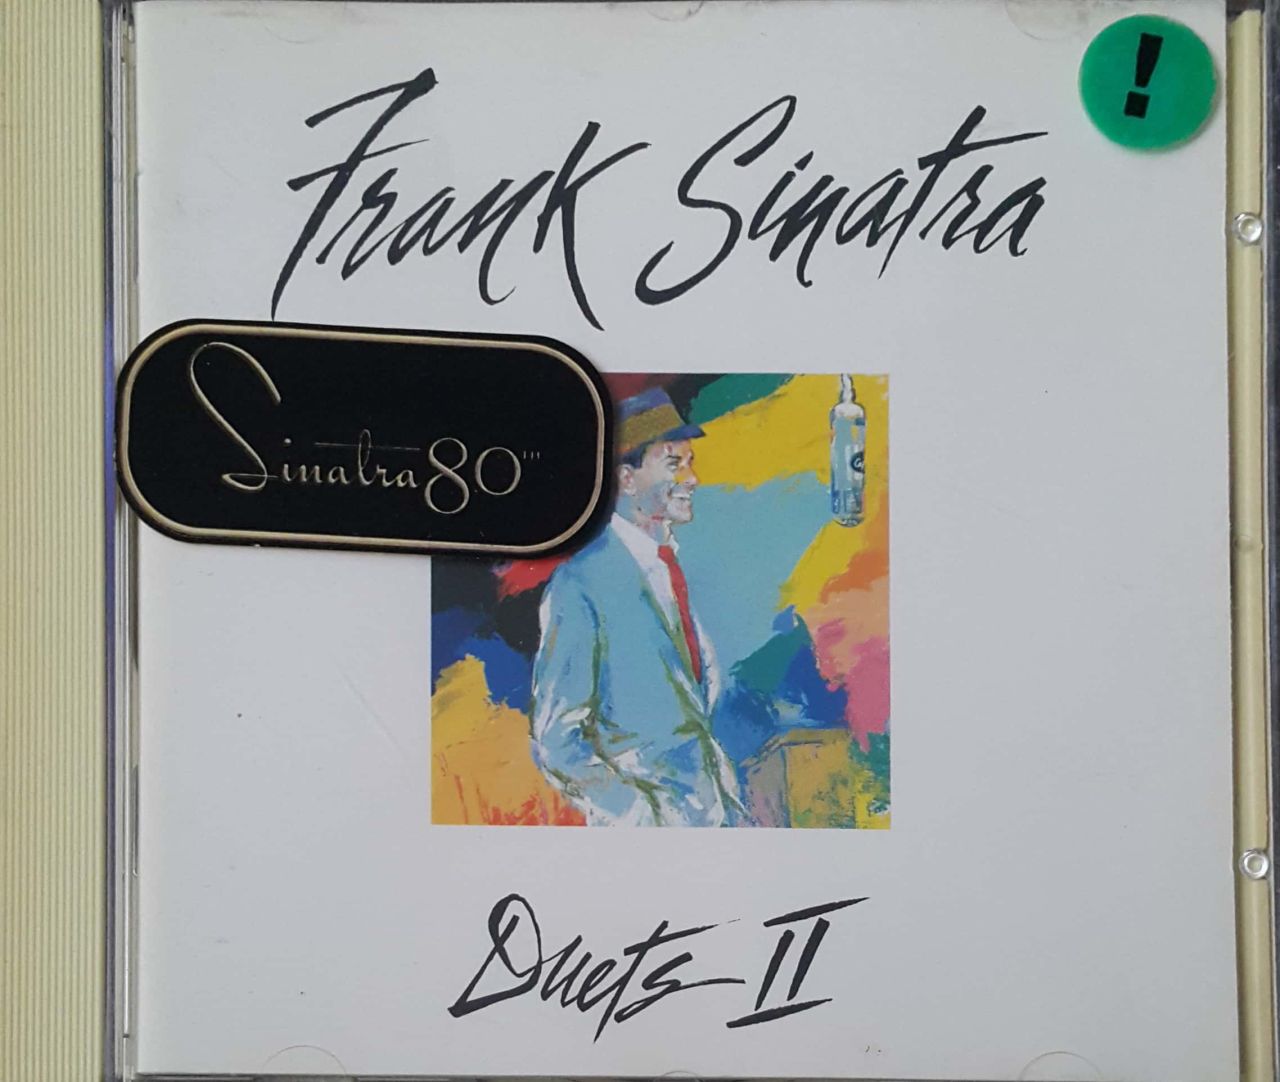 !
Frank Sinatra
Sinatra 80'''
Duets II